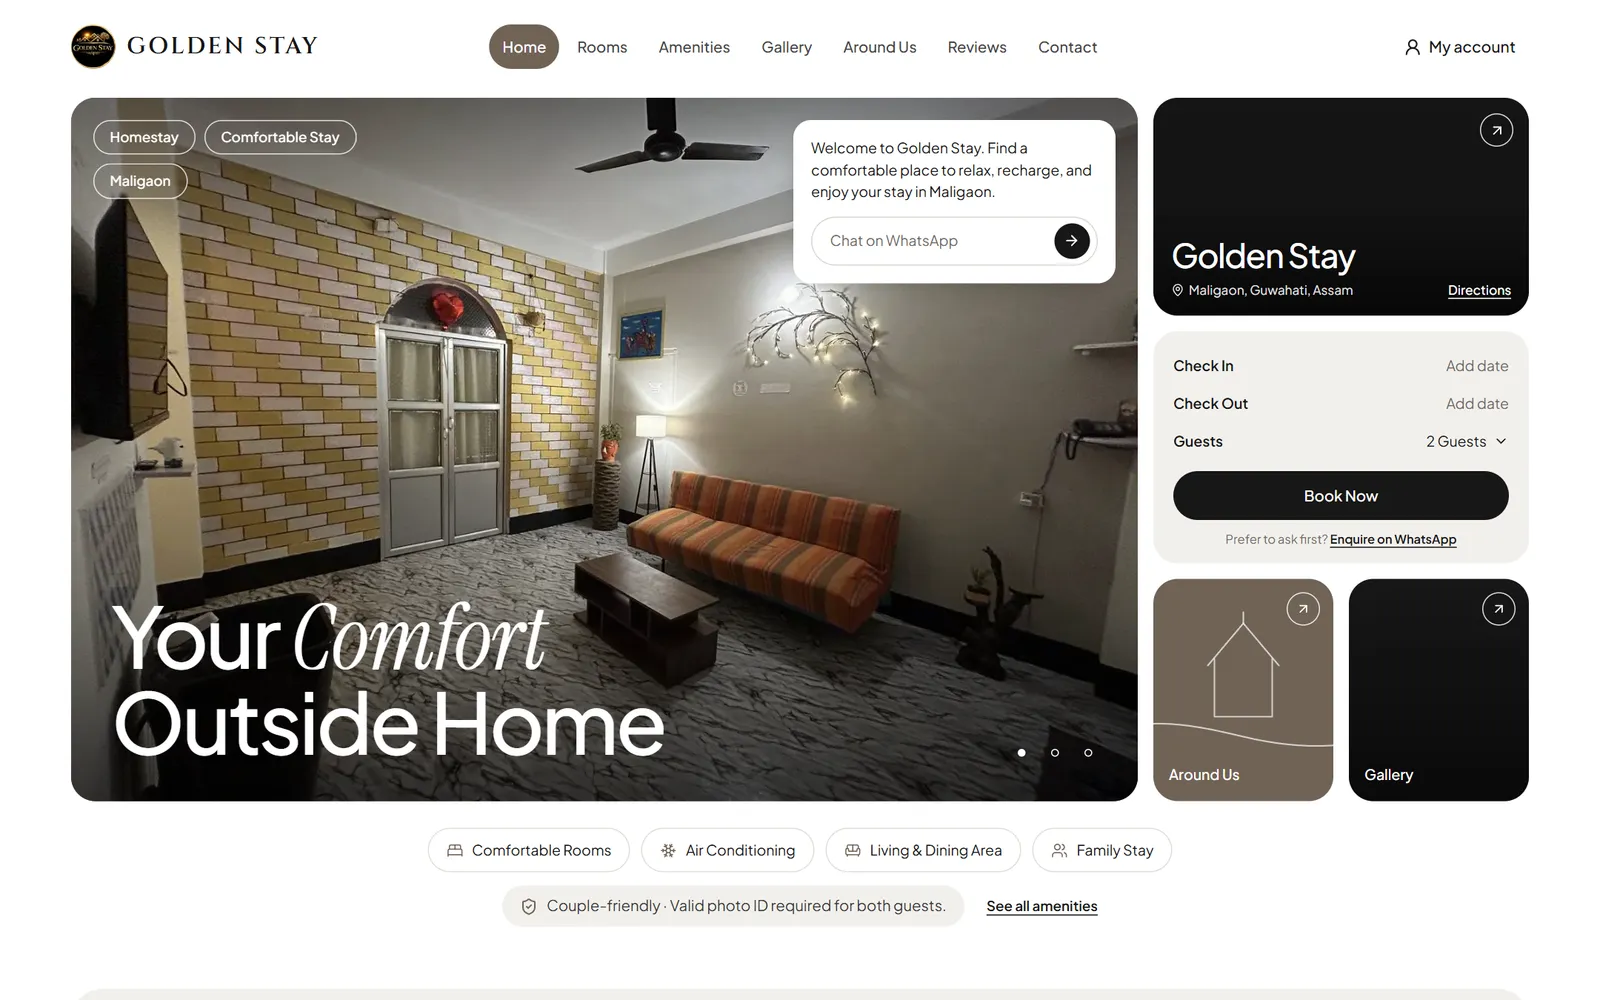 GOLDEN STAY
GOLDEN STAY
Home
Rooms
Amenities
Gallery
Around Us
Reviews
Contact
My account
Homestay
Comfortable Stay
Maligaon
Welcome to Golden Stay. Find a
comfortable place to relax, recharge, and
enjoy your stay in Maligaon.
Chat on WhatsApp
Your Comfort
Outside Home
Golden Stay
Maligaon, Guwahati, Assam
Directions
Check In
Add date
Check Out
Add date
Guests
2 Guests
Book Now
Prefer to ask first? Enquire on WhatsApp
Around Us
Gallery
Comfortable Rooms
Air Conditioning
Living & Dining Area
Family Stay
Couple-friendly · Valid photo ID required for both guests.
See all amenities